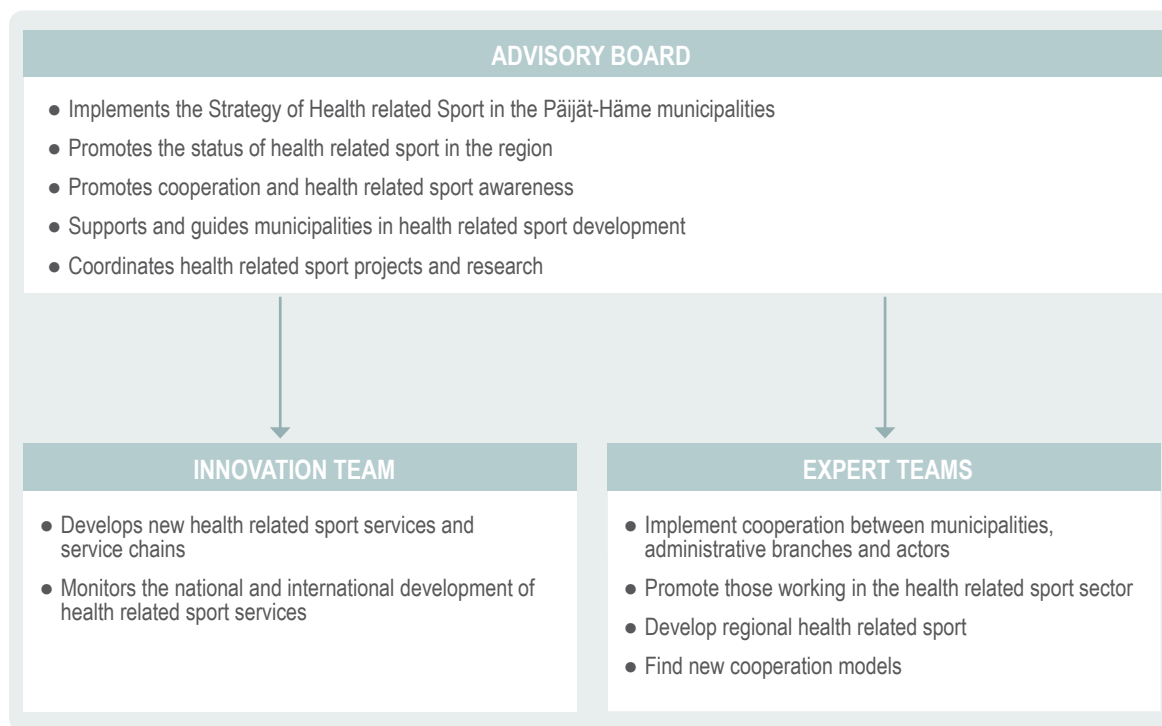 ADVISORY BOARD
● Implements the Strategy of Health related Sport in the Päijät-Häme municipalities
● Promotes the status of health related sport in the region
● Promotes cooperation and health related sport awareness
● Supports and guides municipalities in health related sport development
● Coordinates health related sport projects and research
INNOVATION TEAM
● Develops new health related sport services and
service chains
● Monitors the national and international development of
health related sport services
EXPERT TEAMS
● Implement cooperation between municipalities,
administrative branches and actors
● Promote those working in the health related sport sector
● Develop regional health related sport
● Find new cooperation models